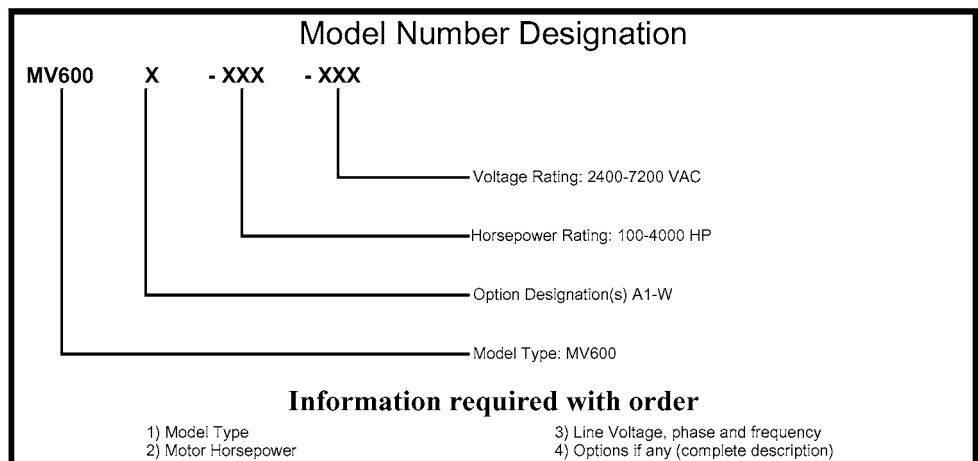 Model Number Designation
MV600 X - XXX - XXX
Voltage Rating: 2400-7200 VAC
Horsepower Rating: 100-4000 HP
Option Designation(s) A1-W
Model Type: MV600
Information required with order
1) Model Type
2) Motor Horsepower
3) Line Voltage, phase and frequency
4) Options if any (complete description)